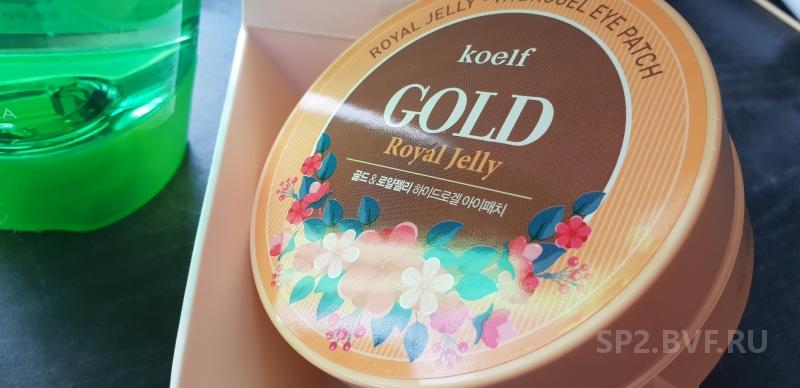 ROYAL JELLY HYDROGEL EYE PATCH
koelf
GOLD
Royal Jelly
골드 & 로얄젤리 하이드로겔 아이패치
A
SP2.BVF.RU